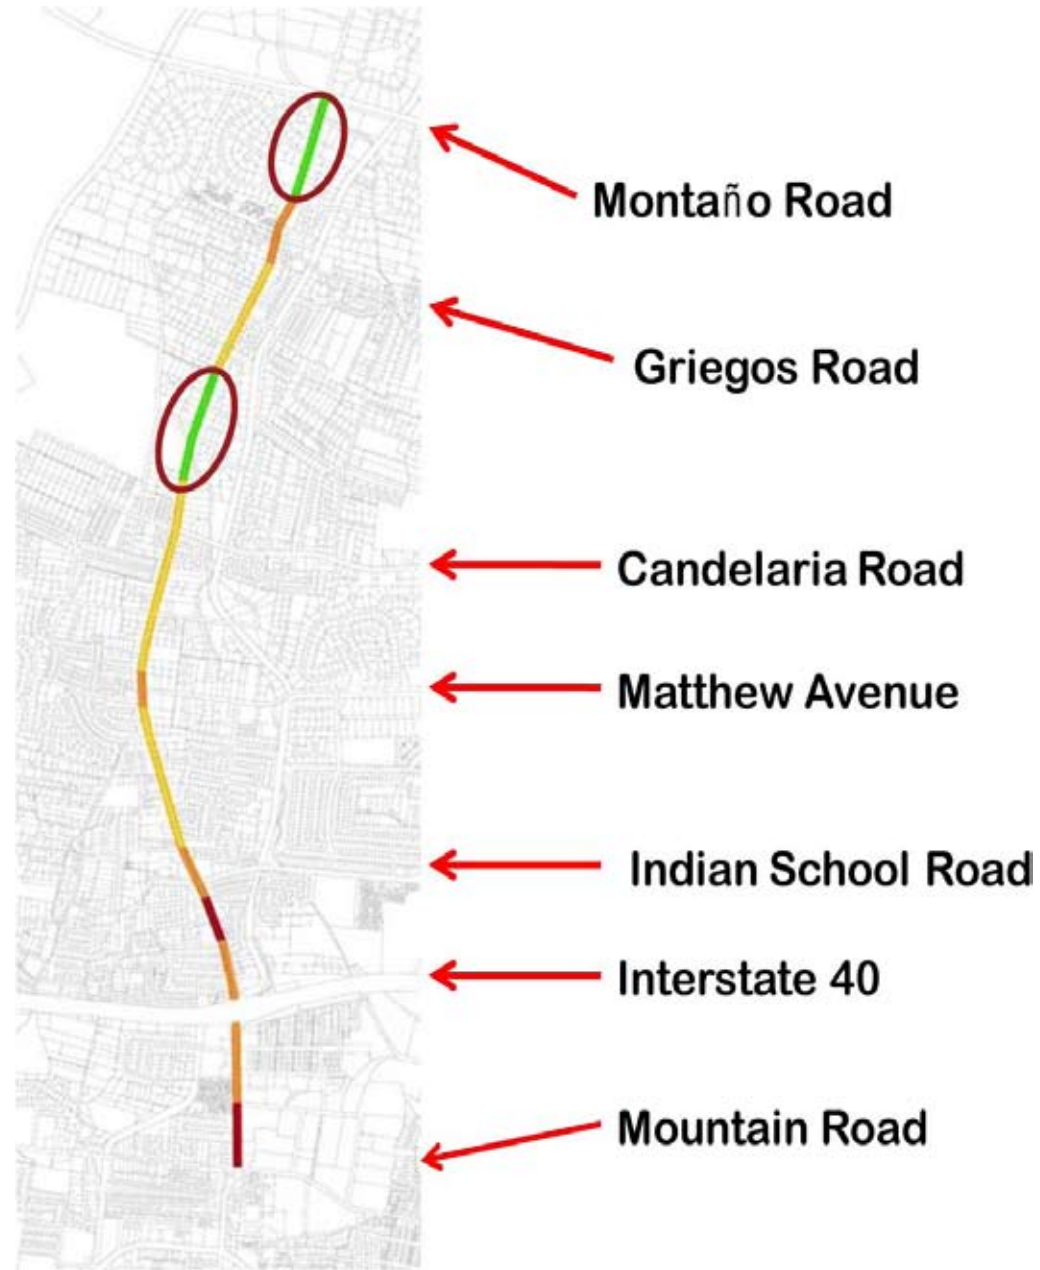 Montaño Road
Griegos Road
Candelaria Road
Matthew Avenue
Indian School Road
Interstate 40
Mountain Road